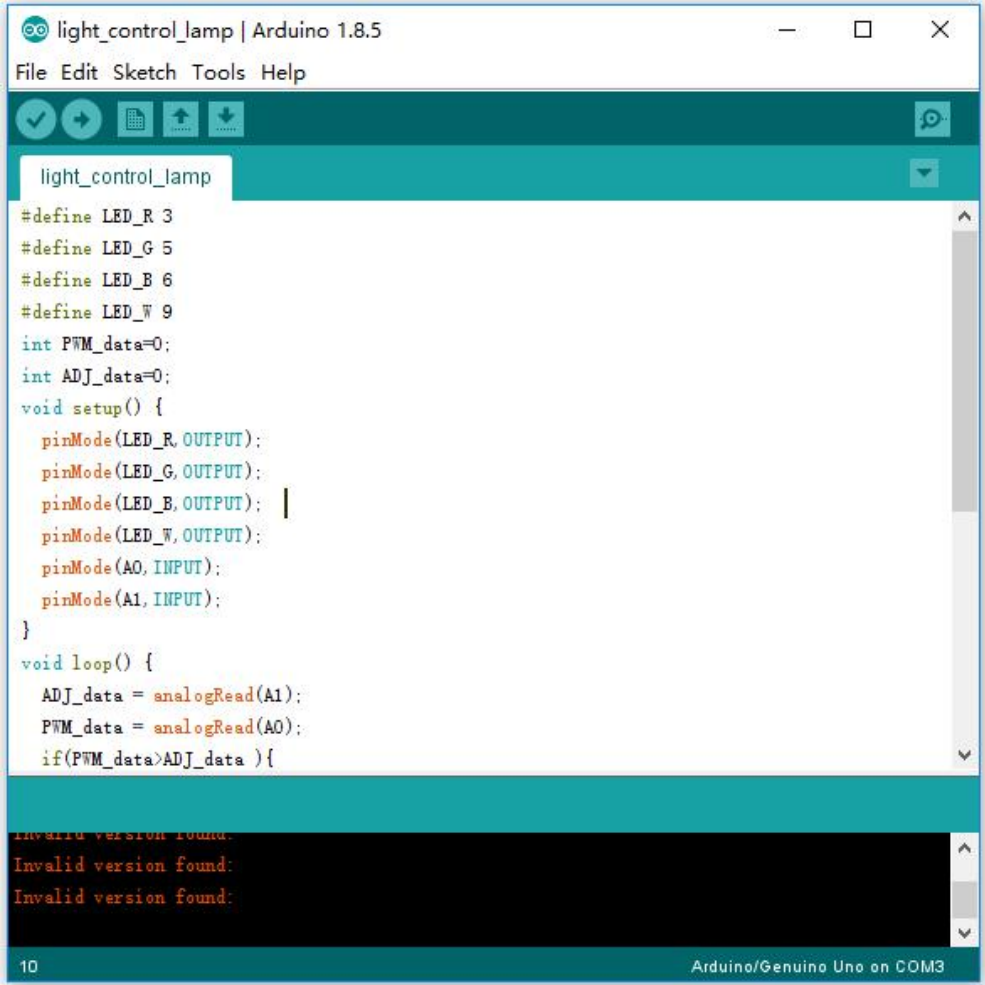 light_control_lamp | Arduino 1.8.5
File Edit Sketch Tools Help
light_control_lamp
#define LED_R 3
#define LED_G 5
#define LED_B 6
#define LED_W 9
int PWM_data=0;
int ADJ_data=0;
void setup() {
  pinMode(LED_R,OUTPUT);
  pinMode(LED_G,OUTPUT);
  pinMode(LED_B,OUTPUT);
  pinMode(LED_W,OUTPUT);
  pinMode(A0,INPUT);
  pinMode(A1,INPUT);
}
void loop() {
  ADJ_data = analogRead(A1);
  PWM_data = analogRead(A0);
  if(PWM_data>ADJ_data ){
Invalid version found:
Invalid version found:
Invalid version found:
10
Arduino/Genuino Uno on COM3